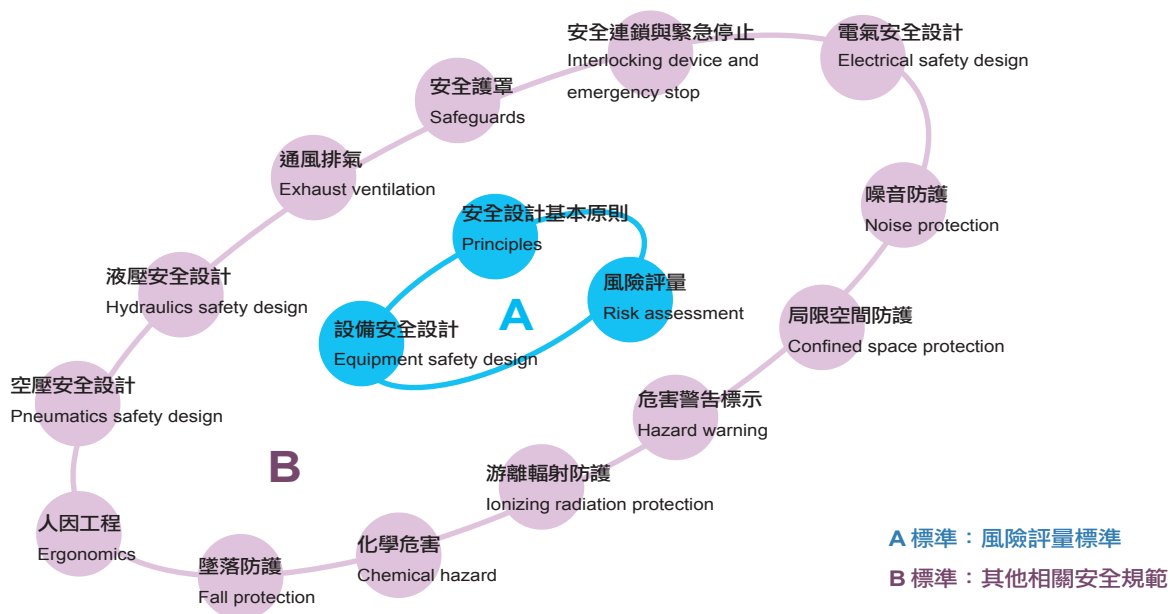 安全連鎖與緊急停止
Interlocking device and
emergency stop
電氣安全設計
Electrical safety design
安全護罩
Safeguards
通風排氣
Exhaust ventilation
安全設計基本原則
Principles
噪音防護
Noise protection
液壓安全設計
Hydraulics safety design
風險評量
Risk assessment
A
設備安全設計
Equipment safety design
局限空間防護
Confined space protection
空壓安全設計
Pneumatics safety design
危害警告標示
Hazard warning
B
游離輻射防護
Ionizing radiation protection
人因工程
Ergonomics
化學危害
Chemical hazard
墜落防護
Fall protection
A 標準：風險評量標準
B 標準：其他相關安全規範